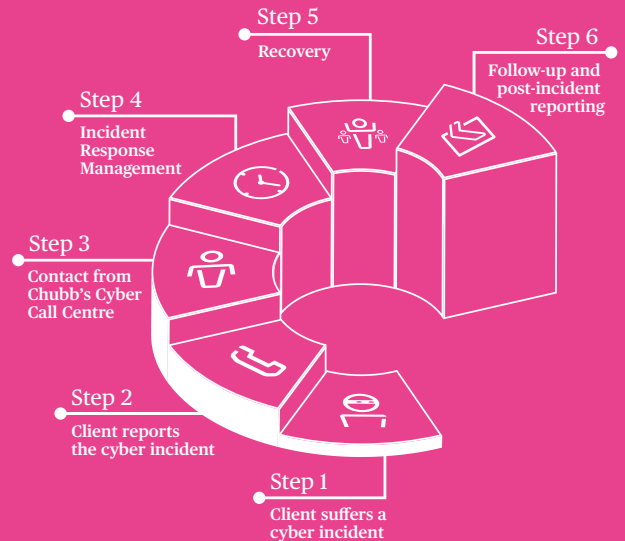 Step 5
Recovery
Step 6
Follow-up and
post-incident
reporting
Step 4
Incident
Response
Management
Step 3
Contact from
Chubb’s Cyber
Call Centre
Step 2
Client reports
the cyber incident
Step 1
Client suffers a
cyber incident